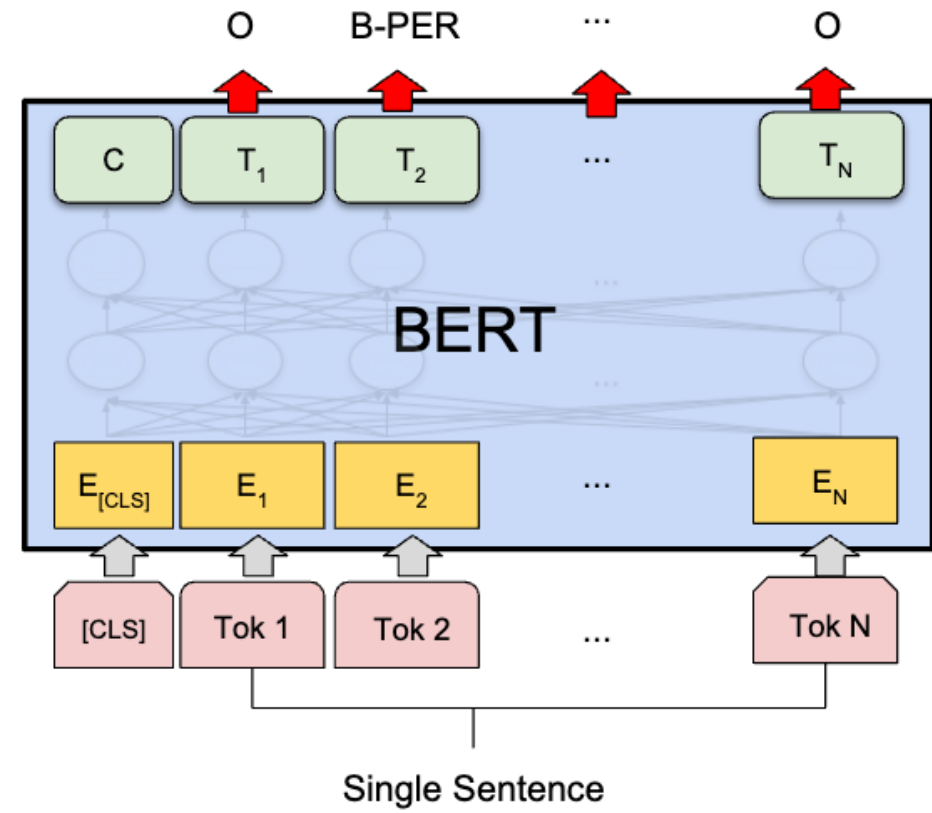 O B-PER ... O
C T1 T2 ... TN
...
BERT
...
E[CLS] E1 E2 ... EN
[CLS] Tok 1 Tok 2 ... Tok N
Single Sentence